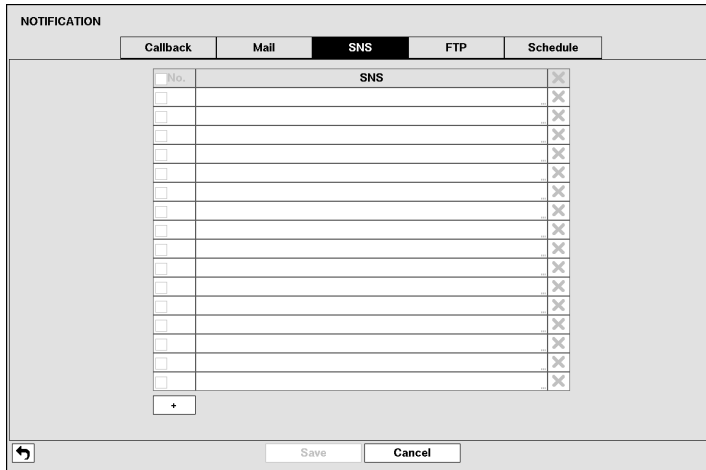 NOTIFICATION
Callback Mail SNS FTP Schedule
No. SNS
+
Save Cancel